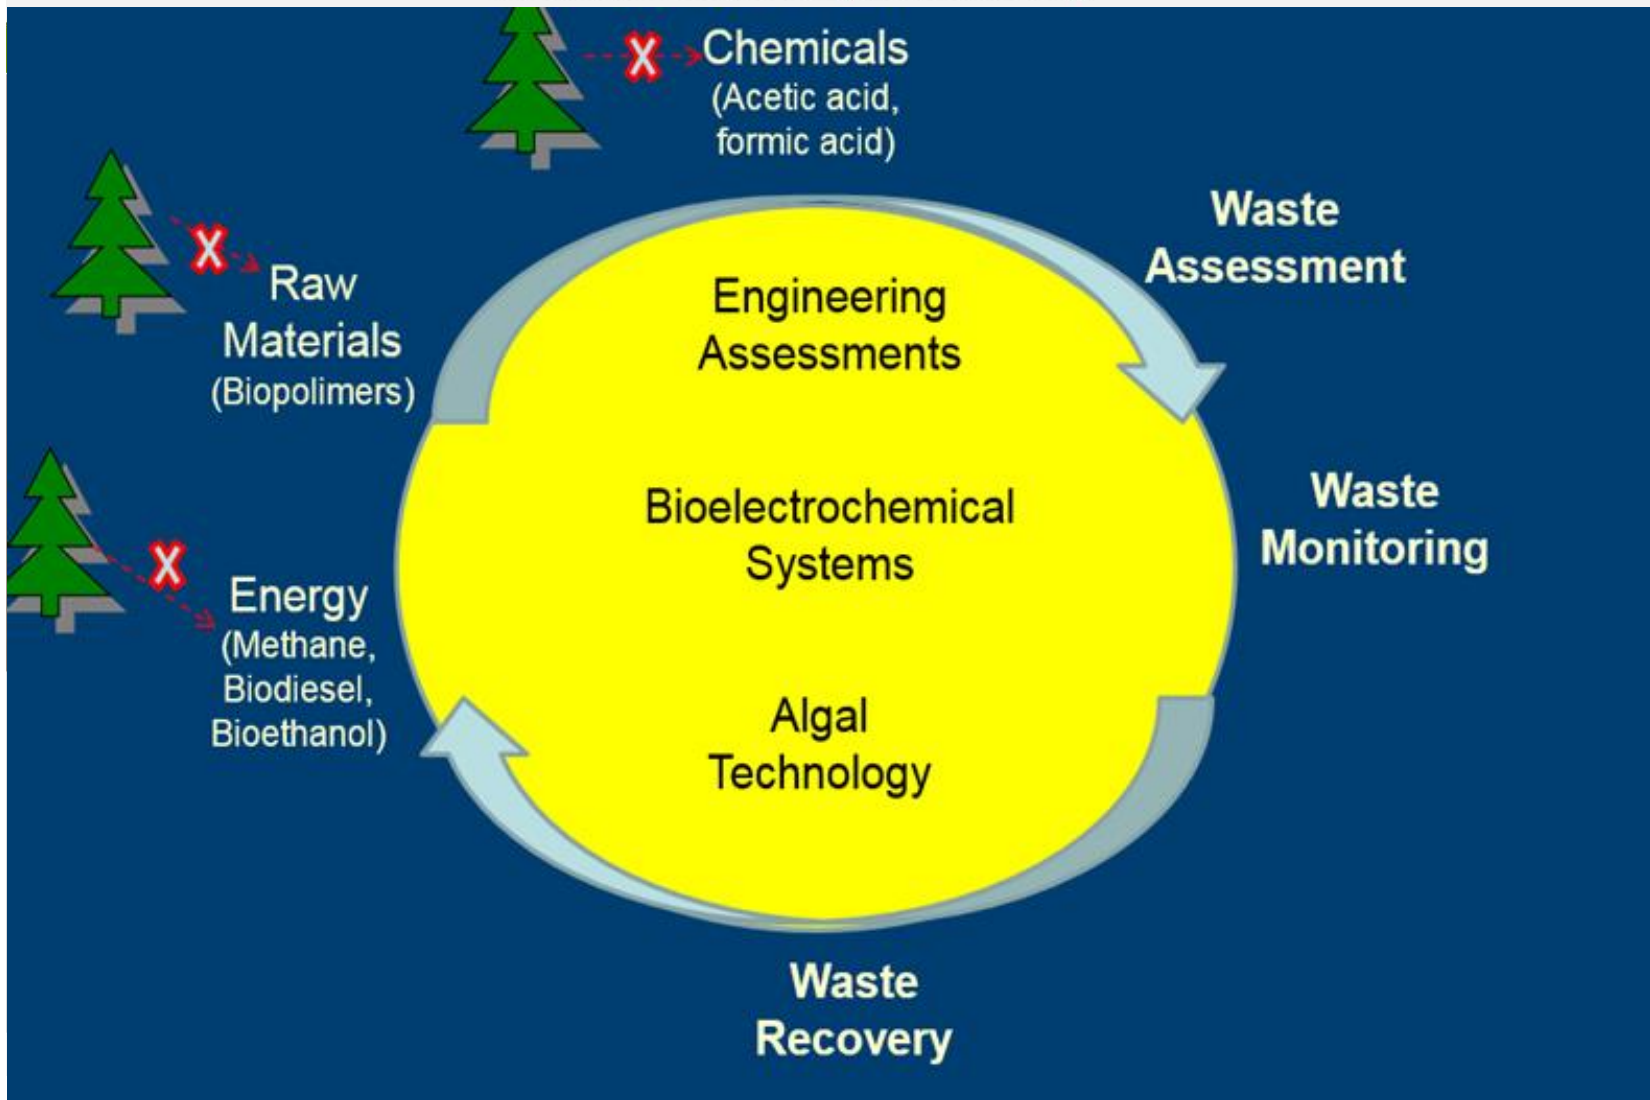 X
Chemicals
(Acetic acid,
formic acid)
X
Raw
Materials
(Biopolimers)
X
Energy
(Methane,
Biodiesel,
Bioethanol)
Engineering
Assessments
Bioelectrochemical
Systems
Algal
Technology
Waste
Assessment
Waste
Monitoring
Waste
Recovery